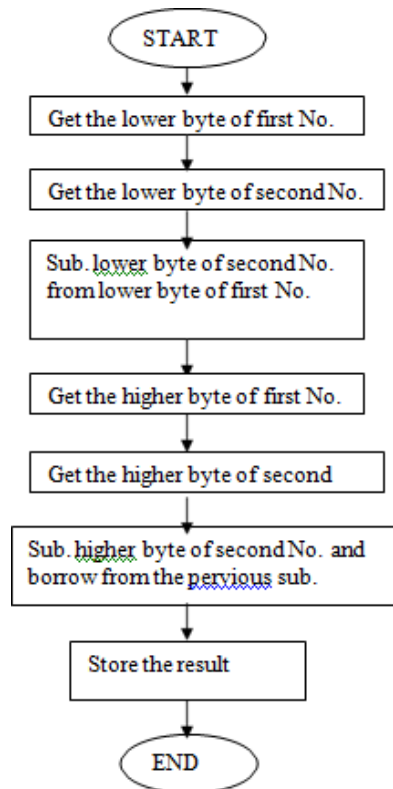 START
Get the lower byte of first No.
Get the lower byte of second No.
Sub. lower byte of second No.
from lower byte of first No.
Get the higher byte of first No.
Get the higher byte of second
Sub. higher byte of second No. and
borrow from the pervious sub.
Store the result
END